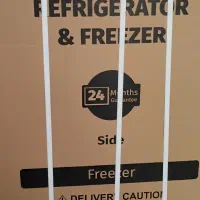 REFRIGERATOR
& FREEZER
24 Months
Guarantee
Side
Freezer
⚠ DELIVERY CAUTION